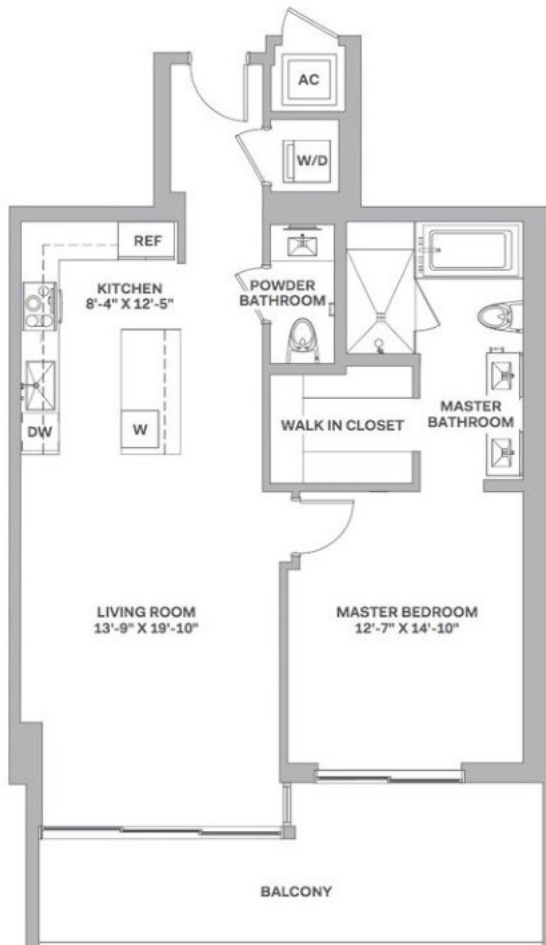 AC
W/D
REF
KITCHEN
8'-4" X 12'-5"
POWDER
BATHROOM
DW
W
WALK IN CLOSET
MASTER
BATHROOM
LIVING ROOM
13'-9" X 19'-10"
MASTER BEDROOM
12'-7" X 14'-10"
BALCONY